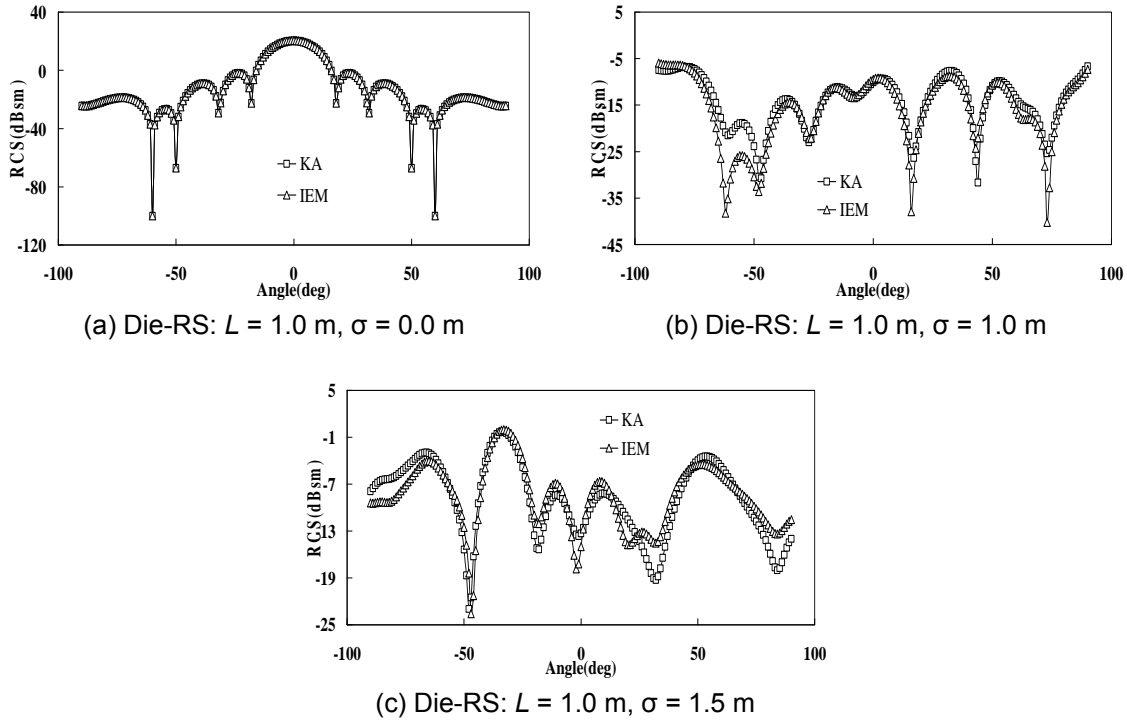 40
0
-40
-80
-120
RCS(dBsm)
KA
IEM
-100 -50 0 50 100
Angle(deg)
(a) Die-RS: L = 1.0 m, σ = 0.0 m
5
-5
-15
-25
-35
-45
RCS(dBsm)
KA
IEM
-100 -50 0 50 100
Angle(deg)
(b) Die-RS: L = 1.0 m, σ = 1.0 m
5
-1
-7
-13
-19
-25
RCS(dBsm)
KA
IEM
-100 -50 0 50 100
Angle(deg)
(c) Die-RS: L = 1.0 m, σ = 1.5 m